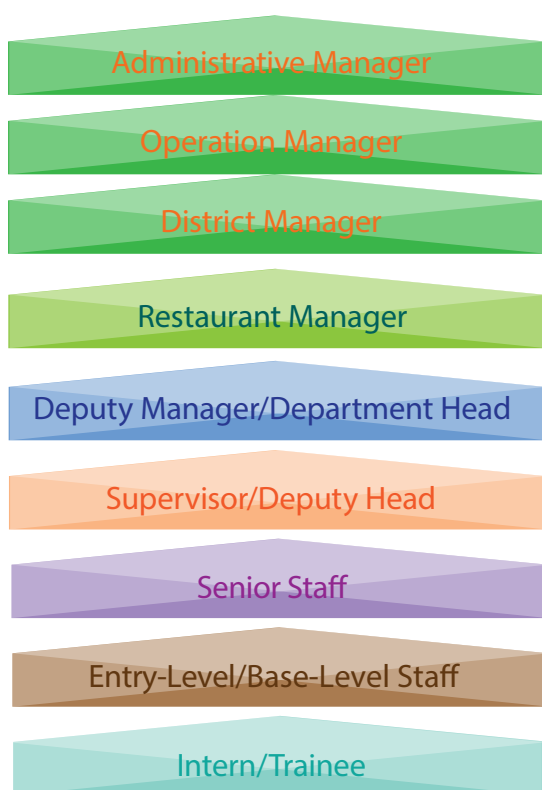 Administrative Manager
Operation Manager
District Manager
Restaurant Manager
Deputy Manager/Department Head
Supervisor/Deputy Head
Senior Staff
Entry-Level/Base-Level Staff
Intern/Trainee